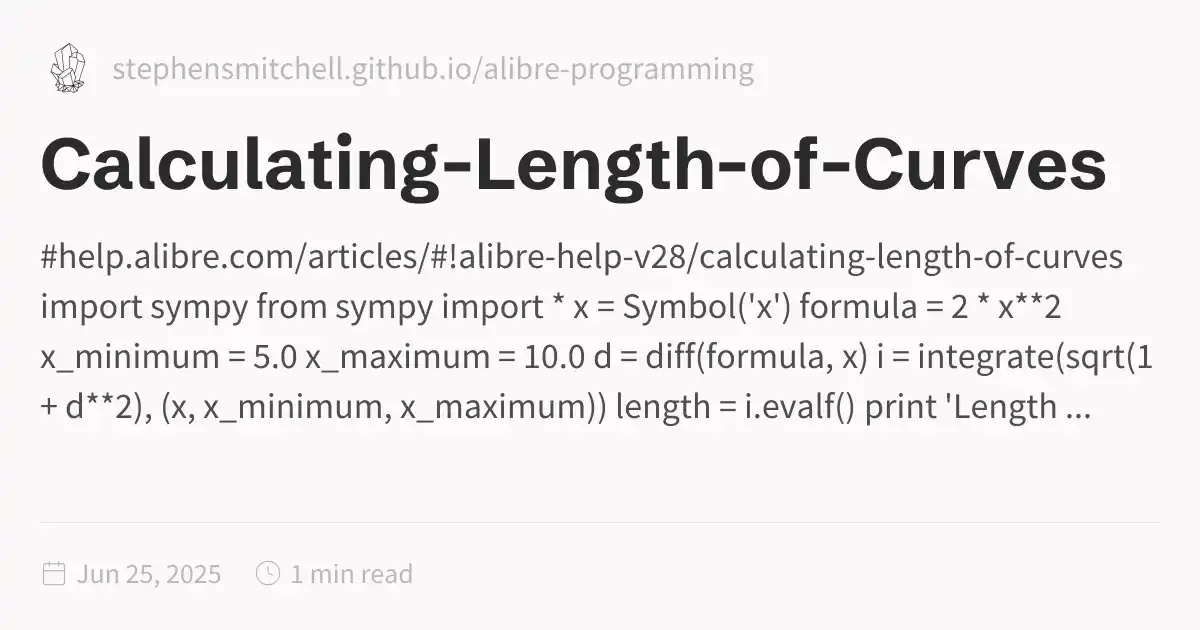 stephensmitchell.github.io/alibre-programming
Calculating-Length-of-Curves
#help.alibre.com/articles/#!alibre-help-v28/calculating-length-of-curves
import sympy from sympy import * x = Symbol('x') formula = 2 * x**2
x_minimum = 5.0 x_maximum = 10.0 d = diff(formula, x) i = integrate(sqrt(1
+ d**2), (x, x_minimum, x_maximum)) length = i.evalf() print 'Length ...
Jun 25, 2025 1 min read